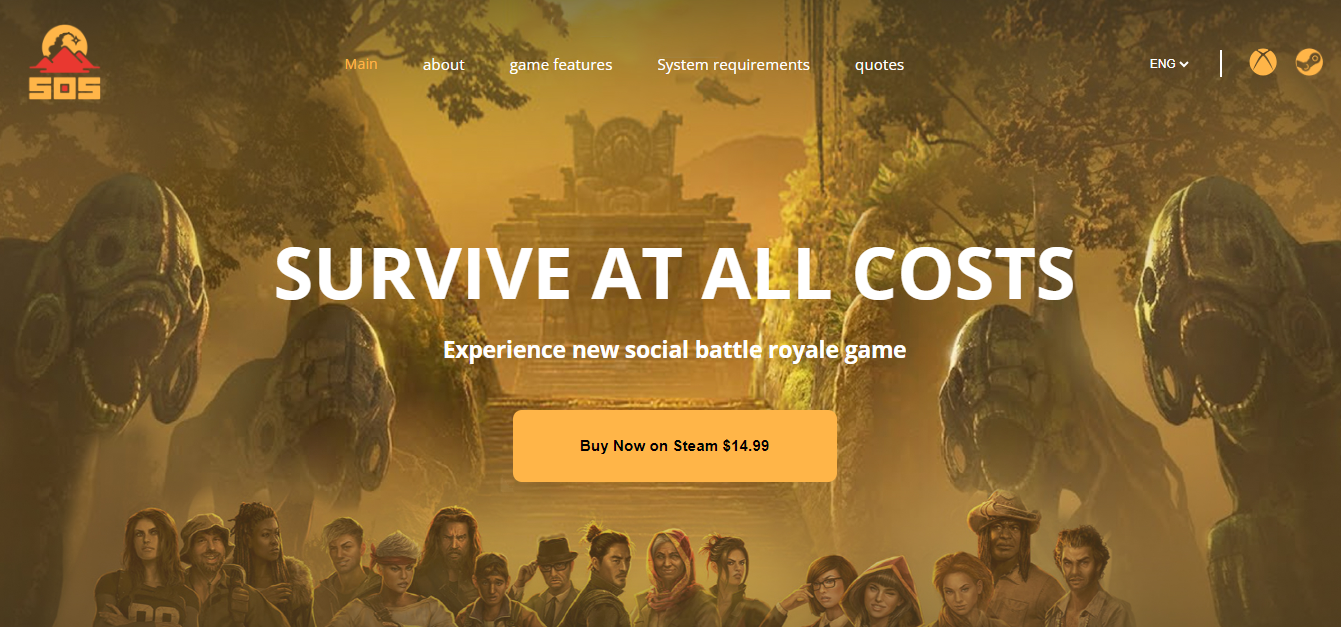 SOS
Main about game features System requirements quotes ENG
SURVIVE AT ALL COSTS
Experience new social battle royale game
Buy Now on Steam $14.99